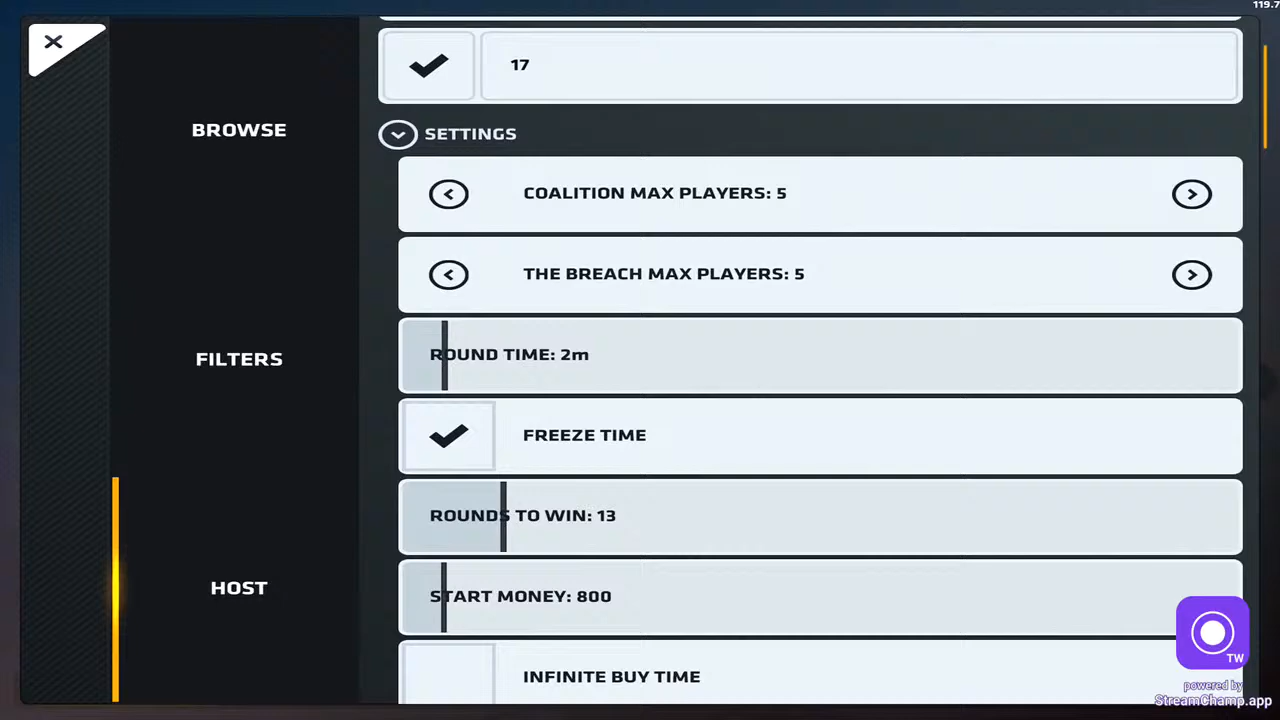 119.7
17
BROWSE
SETTINGS
COALITION MAX PLAYERS: 5
THE BREACH MAX PLAYERS: 5
FILTERS
ROUND TIME: 2m
FREEZE TIME
ROUNDS TO WIN: 13
HOST
START MONEY: 800
INFINITE BUY TIME
TW
powered by
StreamChamp.app